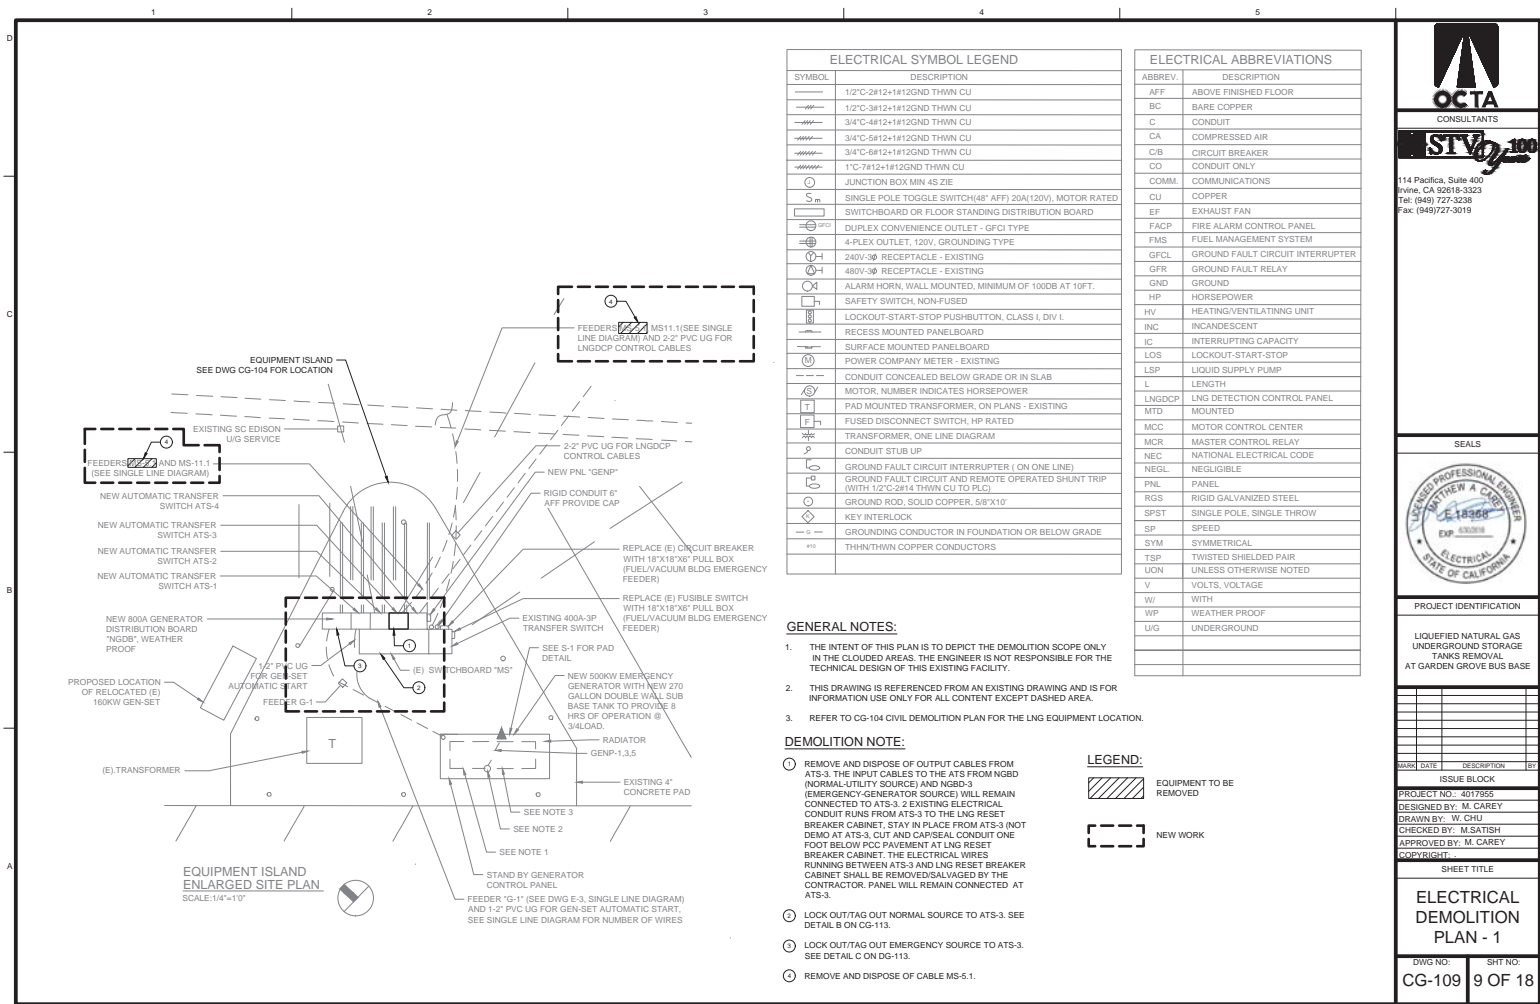 1 2 3 4 5
D
C
B
A
EQUIPMENT ISLAND
SEE DWG CG-104 FOR LOCATION
EXISTING SC EDISON
U/G SERVICE
4
FEEDERS AND MS-11.1
(SEE SINGLE LINE DIAGRAM)
NEW AUTOMATIC TRANSFER
SWITCH ATS-4
NEW AUTOMATIC TRANSFER
SWITCH ATS-3
NEW AUTOMATIC TRANSFER
SWITCH ATS-2
NEW AUTOMATIC TRANSFER
SWITCH ATS-1
NEW 800A GENERATOR
DISTRIBUTION BOARD
"NGDB", WEATHER
PROOF
1-2" PVC UG
FOR GEN-SET
AUTOMATIC START
FEEDER G-1
PROPOSED LOCATION
OF RELOCATED (E)
160KW GEN-SET
(E).TRANSFORMER
T
4
FEEDERS MS11.1(SEE SINGLE
LINE DIAGRAM) AND 2-2" PVC UG FOR
LNGDCP CONTROL CABLES
2-2" PVC UG FOR LNGDCP
CONTROL CABLES
NEW PNL "GENP"
RIGID CONDUIT 6"
AFF PROVIDE CAP
REPLACE (E) CIRCUIT BREAKER
WITH 18"X18"X6" PULL BOX
(FUEL/VACUUM BLDG EMERGENCY
FEEDER)
REPLACE (E) FUSIBLE SWITCH
WITH 18"X18"X6" PULL BOX
(FUEL/VACUUM BLDG EMERGENCY
FEEDER)
EXISTING 400A-3P
TRANSFER SWITCH
1
3
2
(E) SWITCHBOARD "MS"
SEE S-1 FOR PAD
DETAIL
NEW 500KW EMERGENCY
GENERATOR WITH NEW 270
GALLON DOUBLE WALL SUB
BASE TANK TO PROVIDE 8
HRS OF OPERATION @
3/4LOAD.
RADIATOR
GENP-1,3,5
EXISTING 4"
CONCRETE PAD
SEE NOTE 3
SEE NOTE 2
SEE NOTE 1
STAND BY GENERATOR
CONTROL PANEL
FEEDER "G-1" (SEE DWG E-3, SINGLE LINE DIAGRAM)
AND 1-2" PVC UG FOR GEN-SET AUTOMATIC START,
SEE SINGLE LINE DIAGRAM FOR NUMBER OF WIRES
EQUIPMENT ISLAND
ENLARGED SITE PLAN
SCALE:1/4"=1'0"
ELECTRICAL SYMBOL LEGEND
SYMBOL DESCRIPTION
1/2"C-2#12+1#12GND THWN CU
1/2"C-3#12+1#12GND THWN CU
3/4"C-4#12+1#12GND THWN CU
3/4"C-5#12+1#12GND THWN CU
3/4"C-6#12+1#12GND THWN CU
1"C-7#12+1#12GND THWN CU
J JUNCTION BOX MIN 4S ZIE
S m SINGLE POLE TOGGLE SWITCH(48" AFF) 20A(120V), MOTOR RATED
SWITCHBOARD OR FLOOR STANDING DISTRIBUTION BOARD
GFCI DUPLEX CONVENIENCE OUTLET - GFCI TYPE
4-PLEX OUTLET, 120V, GROUNDING TYPE
240V-3Ø RECEPTACLE - EXISTING
480V-3Ø RECEPTACLE - EXISTING
ALARM HORN, WALL MOUNTED, MINIMUM OF 100DB AT 10FT.
SAFETY SWITCH, NON-FUSED
LOCKOUT-START-STOP PUSHBUTTON, CLASS I, DIV I.
RECESS MOUNTED PANELBOARD
SURFACE MOUNTED PANELBOARD
M POWER COMPANY METER - EXISTING
CONDUIT CONCEALED BELOW GRADE OR IN SLAB
5 MOTOR, NUMBER INDICATES HORSEPOWER
T PAD MOUNTED TRANSFORMER, ON PLANS - EXISTING
F FUSED DISCONNECT SWITCH, HP RATED
TRANSFORMER, ONE LINE DIAGRAM
CONDUIT STUB UP
GROUND FAULT CIRCUIT INTERRUPTER ( ON ONE LINE)
GROUND FAULT CIRCUIT AND REMOTE OPERATED SHUNT TRIP
(WITH 1/2"C-2#14 THWN CU TO PLC)
GROUND ROD, SOLID COPPER, 5/8"X10'
K KEY INTERLOCK
G GROUNDING CONDUCTOR IN FOUNDATION OR BELOW GRADE
#10 THHN/THWN COPPER CONDUCTORS
ELECTRICAL ABBREVIATIONS
ABBREV. DESCRIPTION
AFF ABOVE FINISHED FLOOR
BC BARE COPPER
C CONDUIT
CA COMPRESSED AIR
C/B CIRCUIT BREAKER
CO CONDUIT ONLY
COMM. COMMUNICATIONS
CU COPPER
EF EXHAUST FAN
FACP FIRE ALARM CONTROL PANEL
FMS FUEL MANAGEMENT SYSTEM
GFCL GROUND FAULT CIRCUIT INTERRUPTER
GFR GROUND FAULT RELAY
GND GROUND
HP HORSEPOWER
HV HEATING/VENTILATINNG UNIT
INC INCANDESCENT
IC INTERRUPTING CAPACITY
LOS LOCKOUT-START-STOP
LSP LIQUID SUPPLY PUMP
L LENGTH
LNGDCP LNG DETECTION CONTROL PANEL
MTD MOUNTED
MCC MOTOR CONTROL CENTER
MCR MASTER CONTROL RELAY
NEC NATIONAL ELECTRICAL CODE
NEGL. NEGLIGIBLE
PNL PANEL
RGS RIGID GALVANIZED STEEL
SPST SINGLE POLE, SINGLE THROW
SP SPEED
SYM SYMMETRICAL
TSP TWISTED SHIELDED PAIR
UON UNLESS OTHERWISE NOTED
V VOLTS, VOLTAGE
W/ WITH
WP WEATHER PROOF
U/G UNDERGROUND
GENERAL NOTES:
1. THE INTENT OF THIS PLAN IS TO DEPICT THE DEMOLITION SCOPE ONLY
IN THE CLOUDED AREAS. THE ENGINEER IS NOT RESPONSIBLE FOR THE
TECHNICAL DESIGN OF THIS EXISTING FACILITY.
2. THIS DRAWING IS REFERENCED FROM AN EXISTING DRAWING AND IS FOR
INFORMATION USE ONLY FOR ALL CONTENT EXCEPT DASHED AREA.
3. REFER TO CG-104 CIVIL DEMOLITION PLAN FOR THE LNG EQUIPMENT LOCATION.
DEMOLITION NOTE:
1 REMOVE AND DISPOSE OF OUTPUT CABLES FROM
ATS-3. THE INPUT CABLES TO THE ATS FROM NGBD
(NORMAL-UTILITY SOURCE) AND NGBD-3
(EMERGENCY-GENERATOR SOURCE) WILL REMAIN
CONNECTED TO ATS-3. 2 EXISTING ELECTRICAL
CONDUIT RUNS FROM ATS-3 TO THE LNG RESET
BREAKER CABINET, STAY IN PLACE FROM ATS-3 (NOT
DEMO AT ATS-3, CUT AND CAP/SEAL CONDUIT ONE
FOOT BELOW PCC PAVEMENT AT LNG RESET
BREAKER CABINET. THE ELECTRICAL WIRES
RUNNING BETWEEN ATS-3 AND LNG RESET BREAKER
CABINET SHALL BE REMOVED/SALVAGED BY THE
CONTRACTOR. PANEL WILL REMAIN CONNECTED AT
ATS-3.
2 LOCK OUT/TAG OUT NORMAL SOURCE TO ATS-3. SEE
DETAIL B ON CG-113.
3 LOCK OUT/TAG OUT EMERGENCY SOURCE TO ATS-3.
SEE DETAIL C ON DG-113.
4 REMOVE AND DISPOSE OF CABLE MS-5.1.
LEGEND:
EQUIPMENT TO BE
REMOVED
NEW WORK
OCTA
CONSULTANTS
STV 100
Years
114 Pacifica, Suite 400
Irvine, CA 92618-3323
Tel: (949) 727-3238
Fax: (949)727-3019
SEALS
LICENSED PROFESSIONAL ENGINEER
MATTHEW A CAREY
E 18368
EXP 6/30/2018
ELECTRICAL
STATE OF CALIFORNIA
PROJECT IDENTIFICATION
LIQUEFIED NATURAL GAS
UNDERGROUND STORAGE
TANKS REMOVAL
AT GARDEN GROVE BUS BASE
MARK DATE DESCRIPTION BY
ISSUE BLOCK
PROJECT NO.: 4017955
DESIGNED BY: M. CAREY
DRAWN BY: W. CHU
CHECKED BY: M.SATISH
APPROVED BY: M. CAREY
COPYRIGHT: .
SHEET TITLE
ELECTRICAL
DEMOLITION
PLAN - 1
DWG NO: SHT NO:
CG-109 9 OF 18